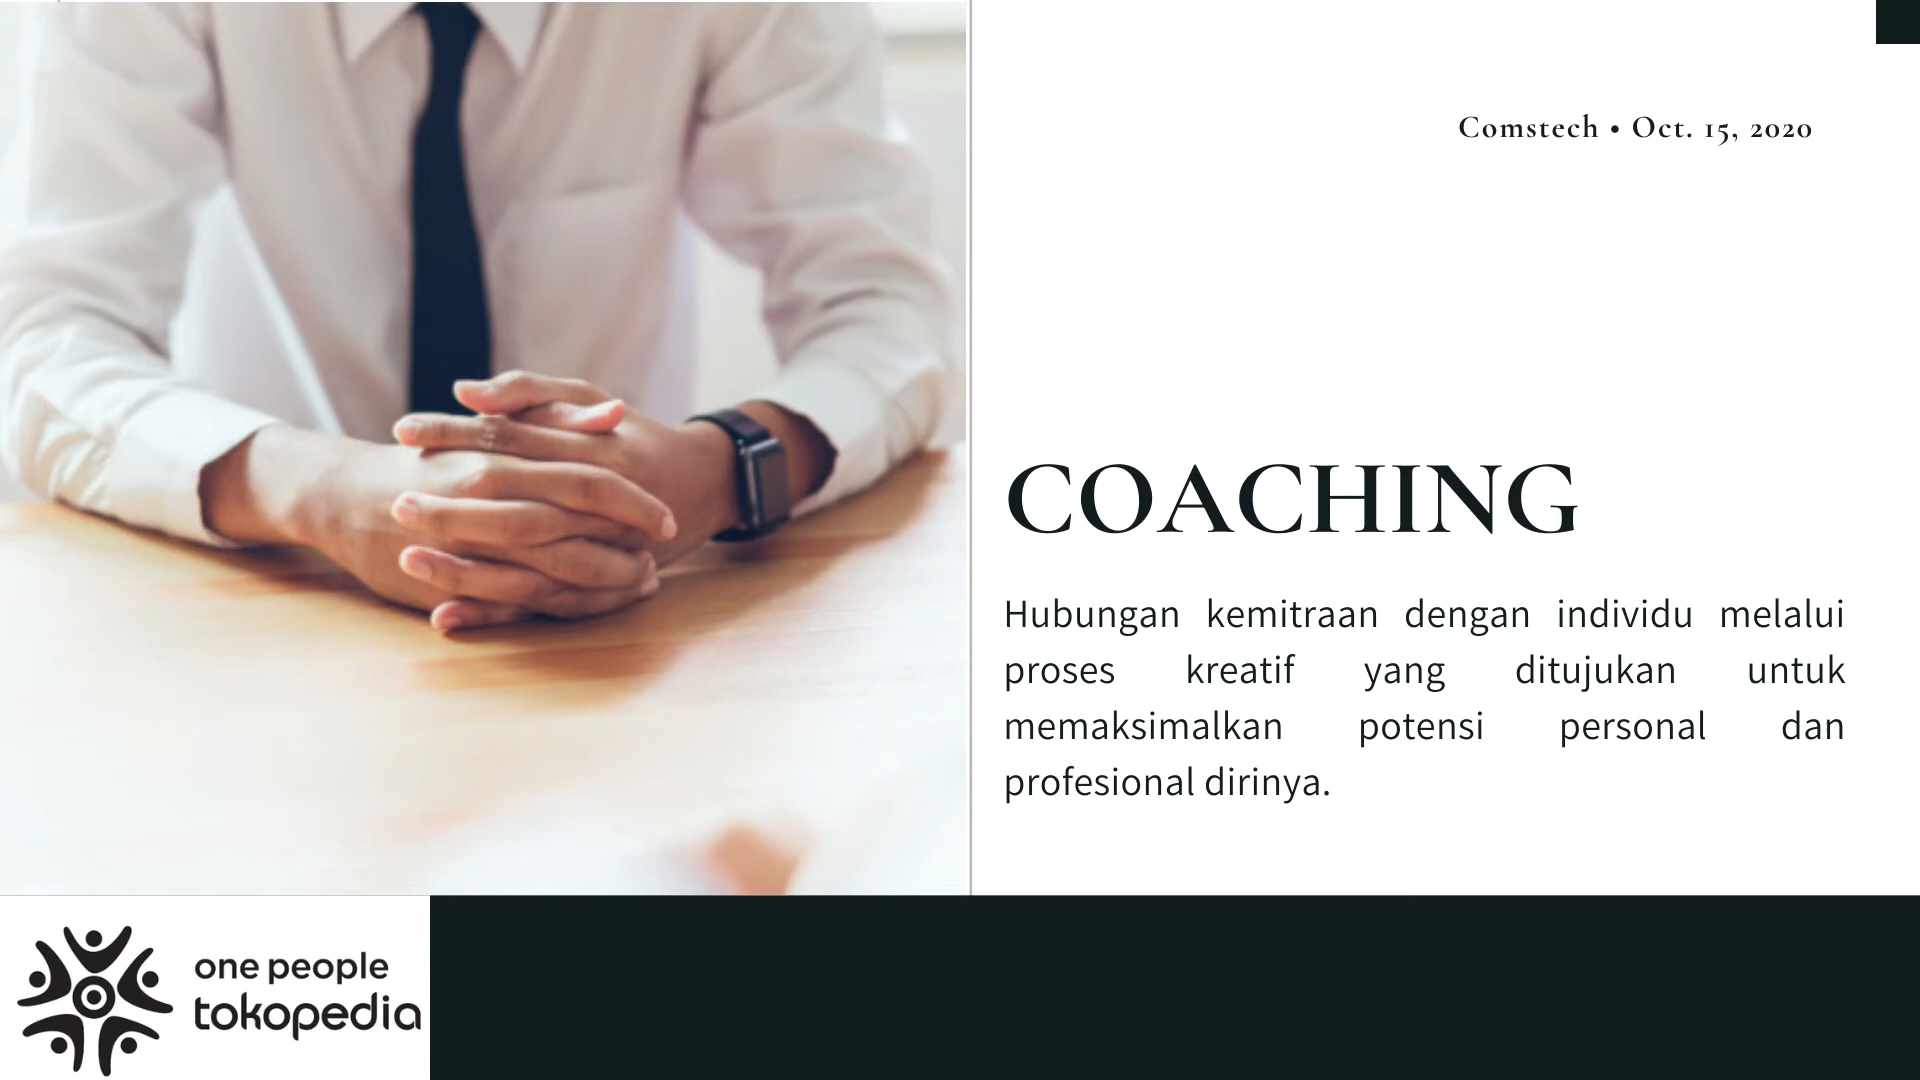 Comstech • Oct. 15, 2020
COACHING
Hubungan kemitraan dengan individu melalui
proses kreatif yang ditujukan untuk
memaksimalkan potensi personal dan
profesional dirinya.
one people
tokopedia